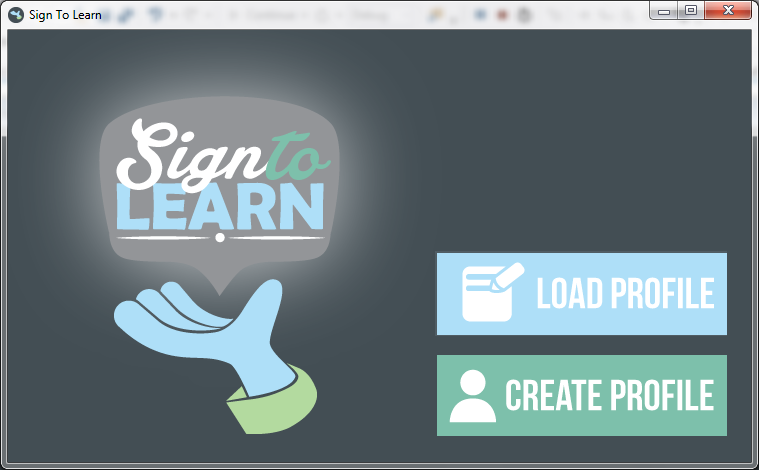 Sign To Learn
Sign to
LEARN
LOAD PROFILE
CREATE PROFILE